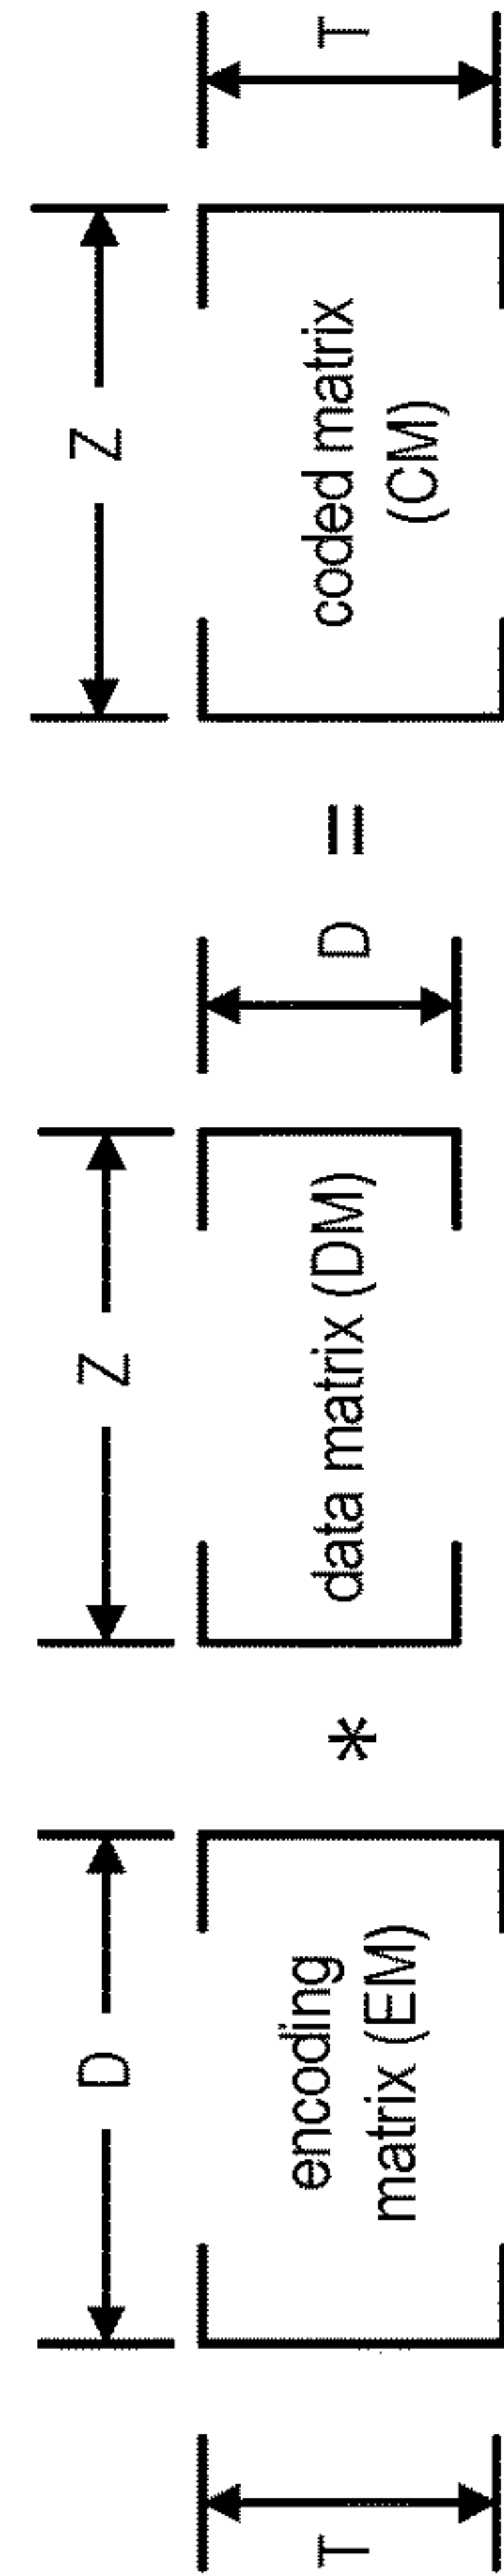 T
D
encoding
matrix (EM)
*
Z
data matrix (DM)
D
=
Z
coded matrix
(CM)
T